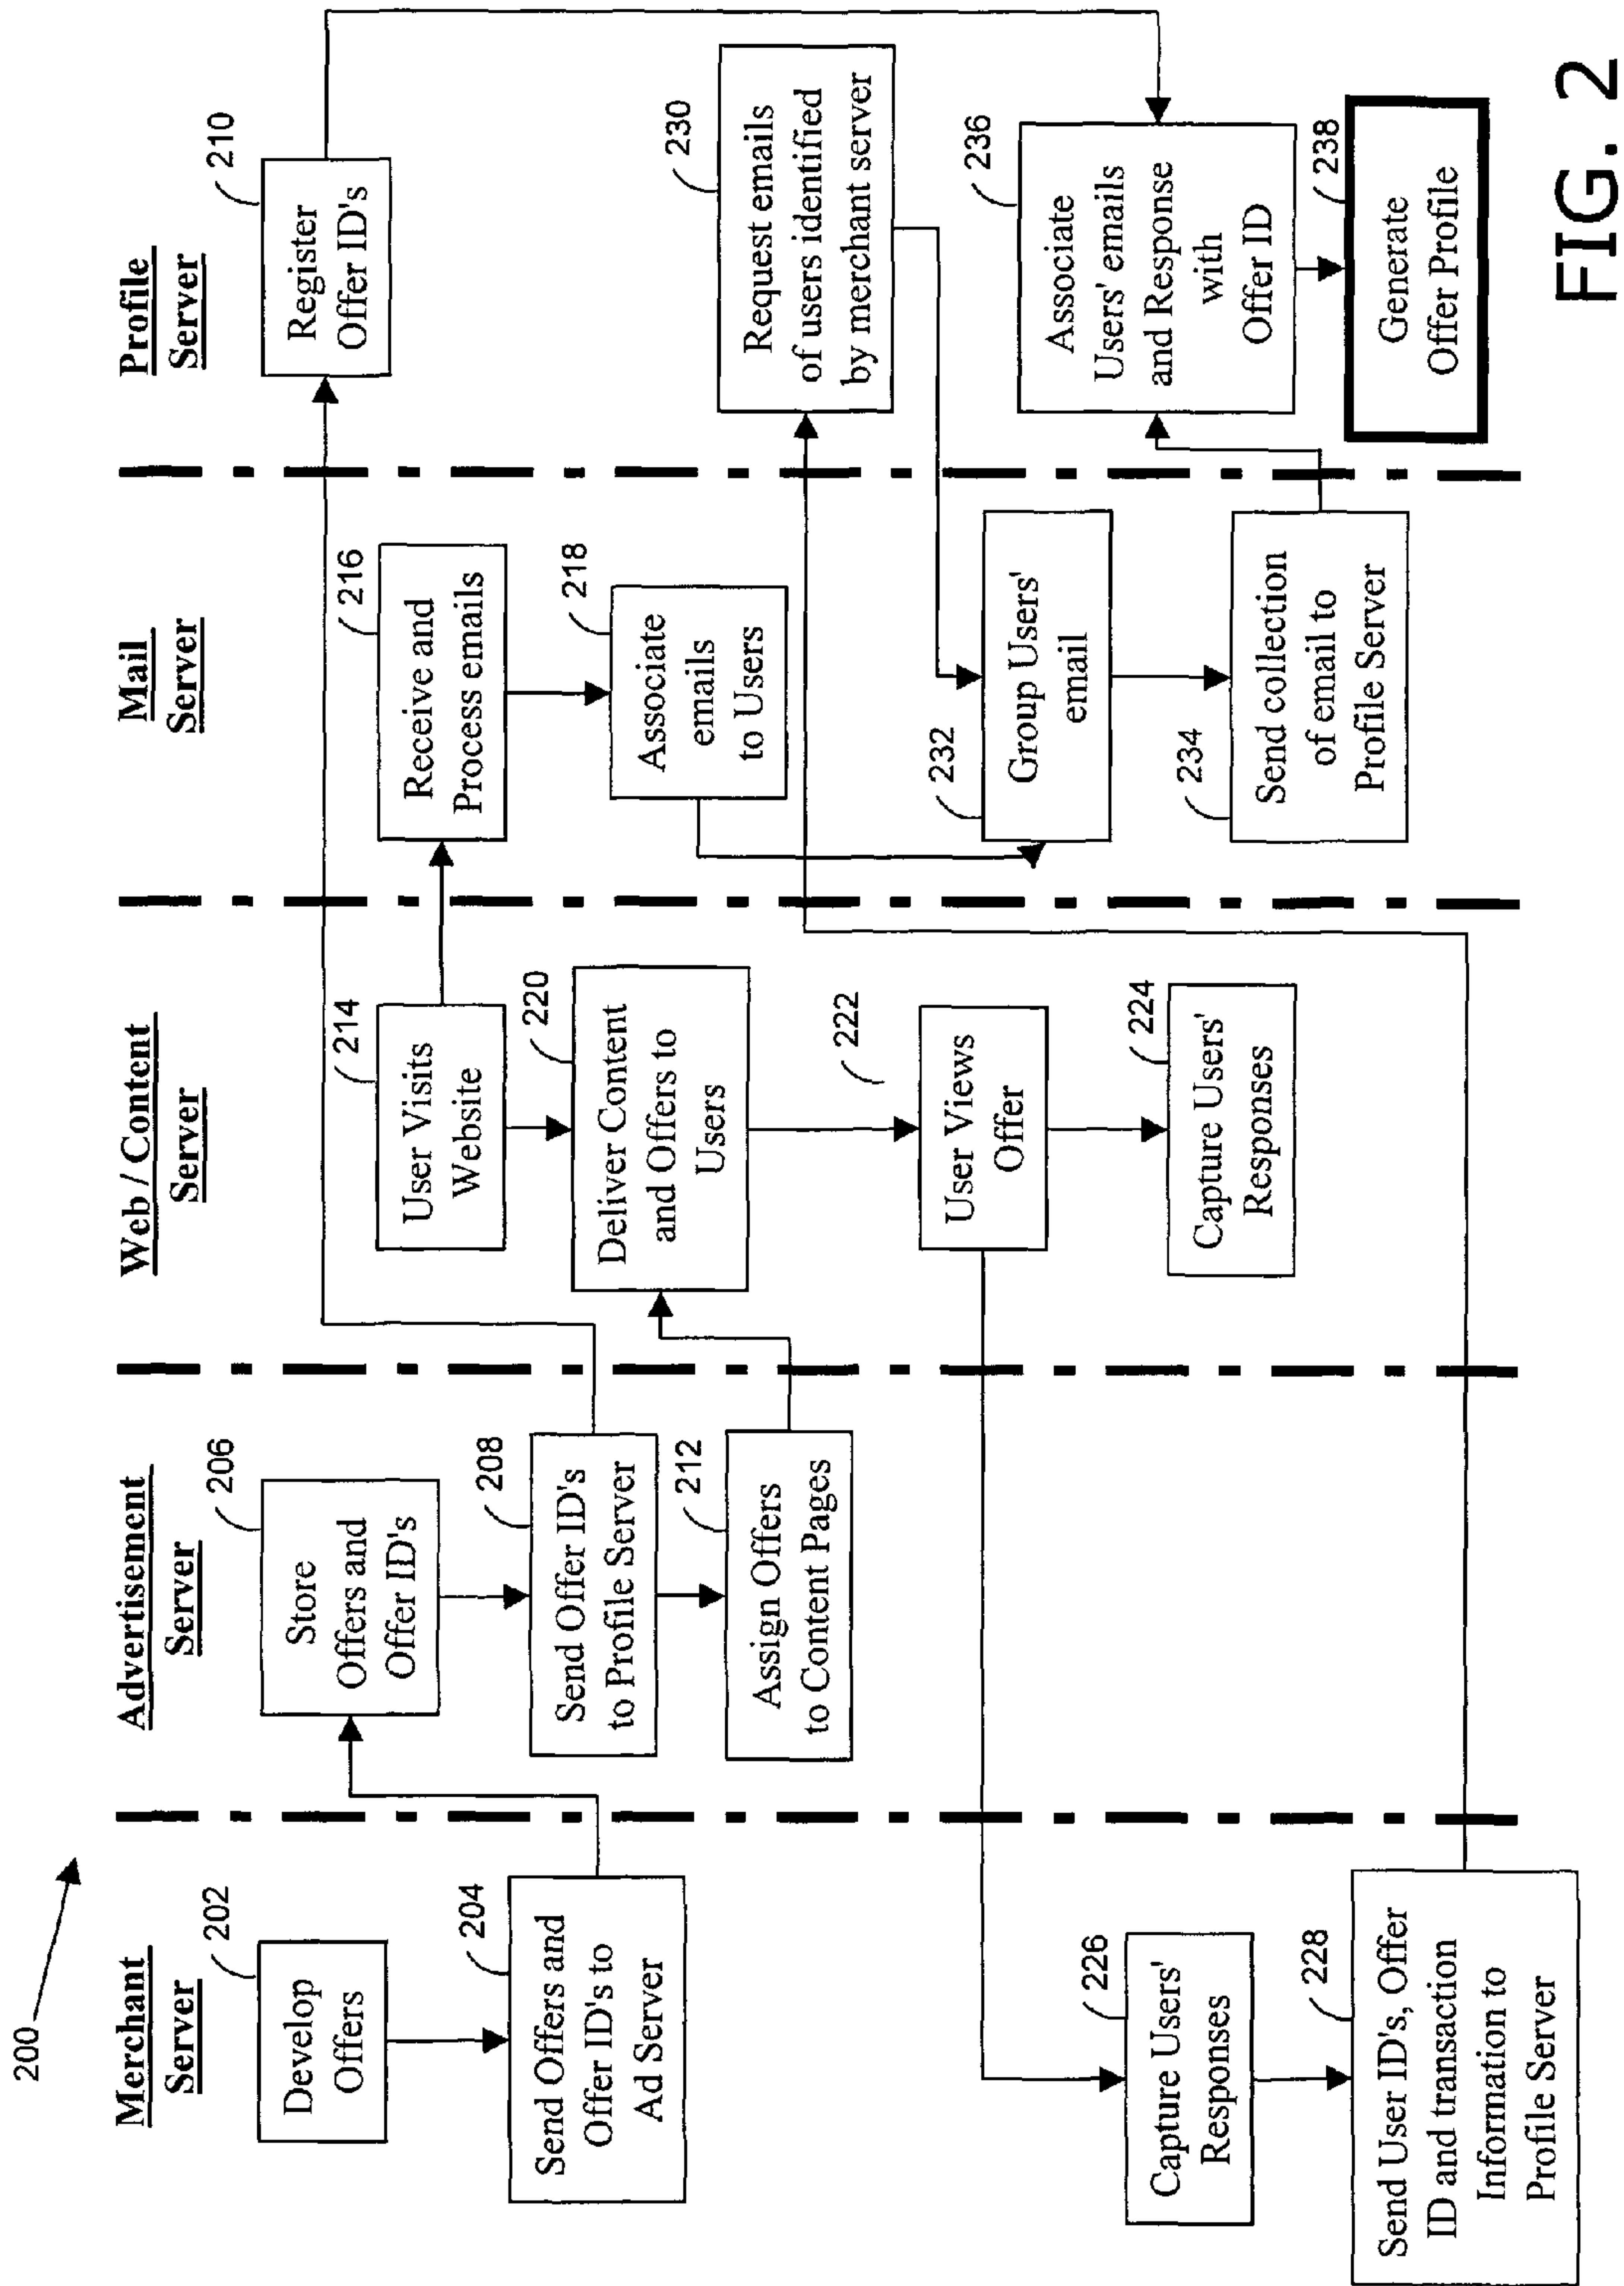 200
Merchant
Server
202
Develop
Offers
204
Send Offers and
Offer ID's to
Ad Server
226
Capture Users'
Responses
228
Send User ID's, Offer
ID and transaction
Information to
Profile Server
Advertisement
Server
206
Store
Offers and
Offer ID's
208
Send Offer ID's
to Profile Server
212
Assign Offers
to Content Pages
Web / Content
Server
214
User Visits
Website
220
Deliver Content
and Offers to
Users
222
User Views
Offer
224
Capture Users'
Responses
Mail
Server
216
Receive and
Process emails
218
Associate
emails
to Users
232
Group Users'
email
234
Send collection
of email to
Profile Server
Profile
Server
210
Register
Offer ID's
230
Request emails
of users identified
by merchant server
236
Associate
Users' emails
and Response
with
Offer ID
238
Generate
Offer Profile
FIG. 2